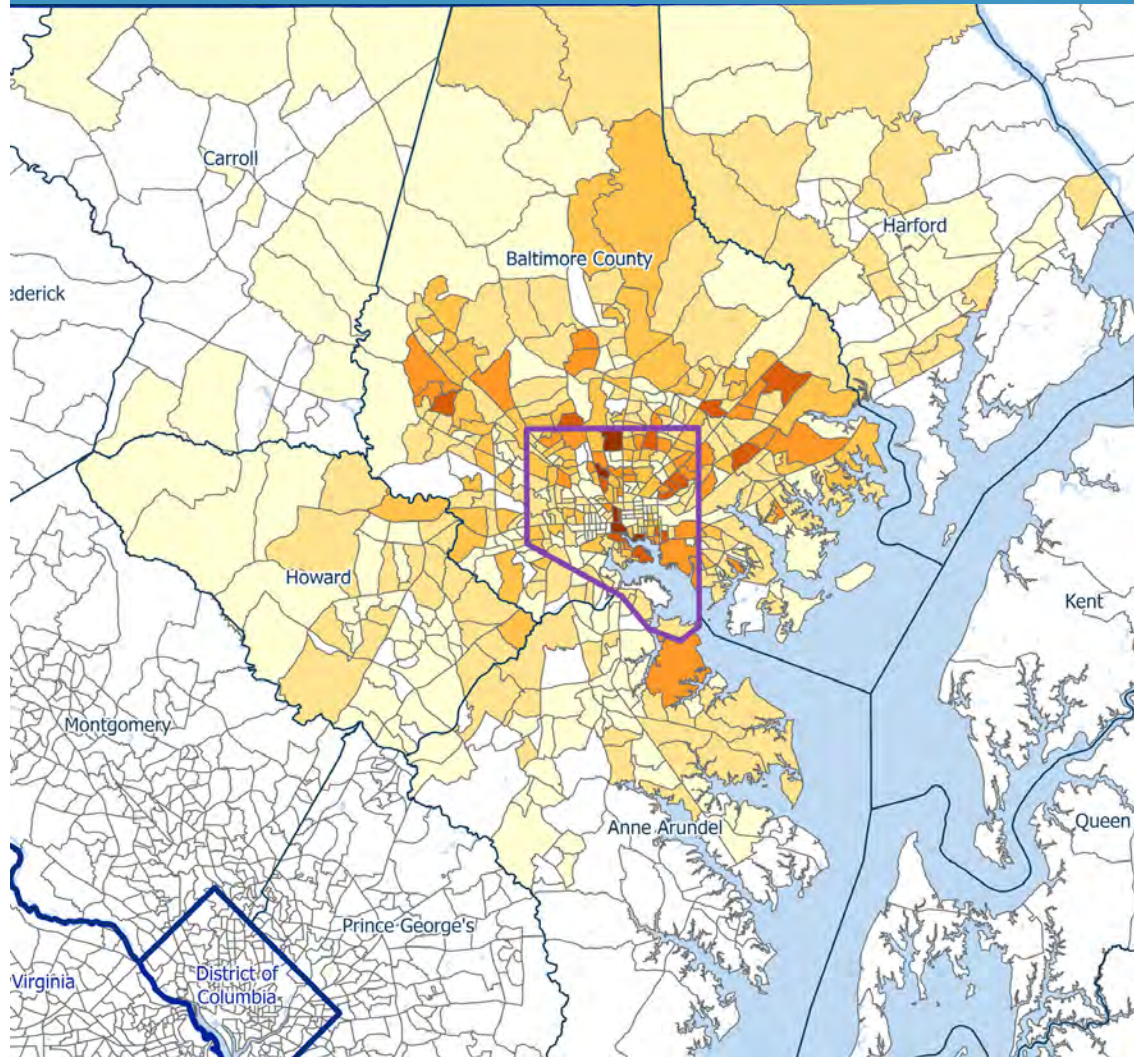 Carroll
Harford
Baltimore County
ederick
Howard
Kent
Montgomery
Anne Arundel
Queen
Prince George's
Virginia
District of
Columbia